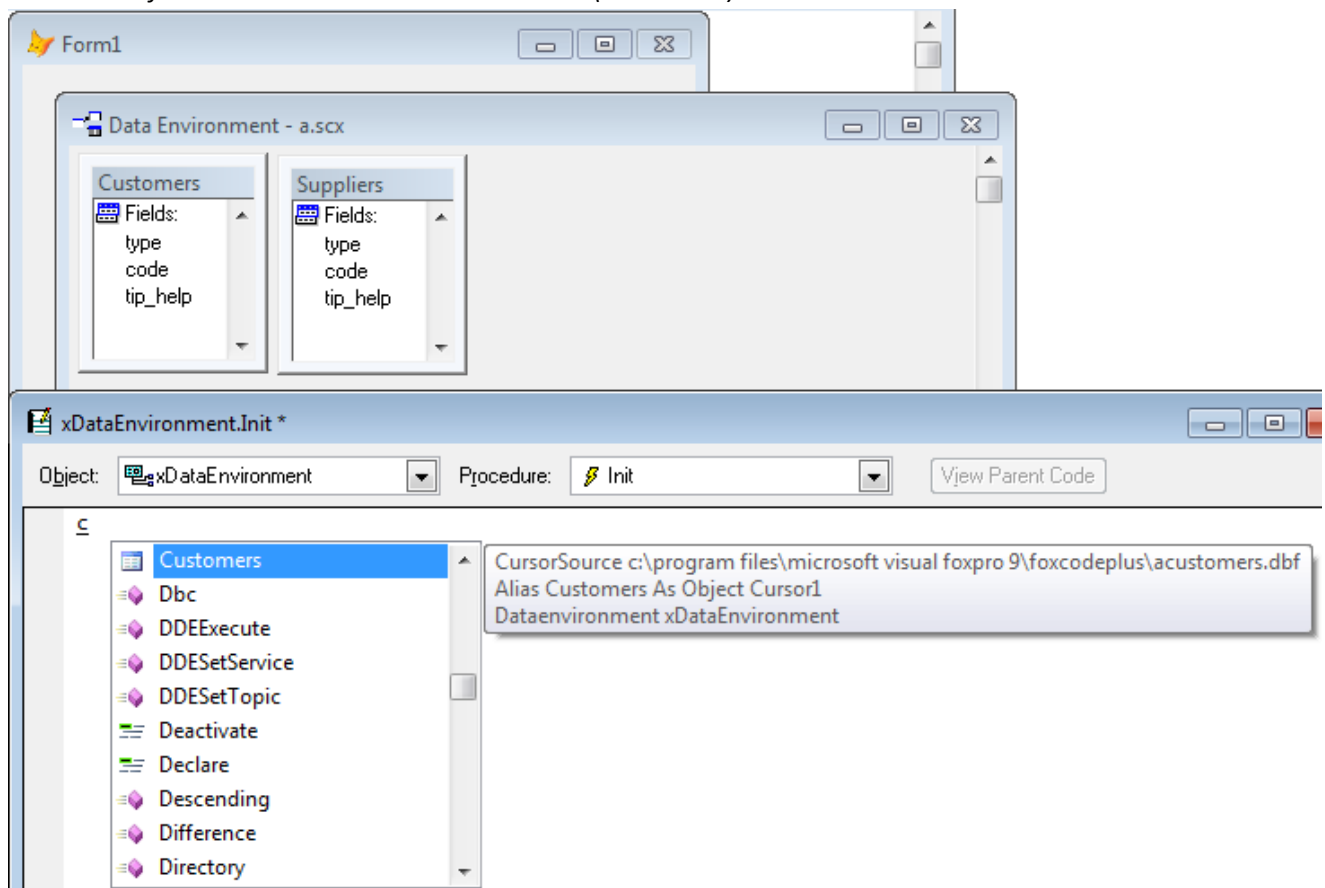 Form1
Data Environment - a.scx
Customers
Fields:
type
code
tip_help
Suppliers
Fields:
type
code
tip_help
xDataEnvironment.Init *
Object: xDataEnvironment Procedure: Init View Parent Code
c
Customers
Dbc
DDEExecute
DDESetService
DDESetTopic
Deactivate
Declare
Descending
Difference
Directory
CursorSource c:\program files\microsoft visual foxpro 9\foxcodeplus\acustomers.dbf
Alias Customers As Object Cursor1
Dataenvironment xDataEnvironment